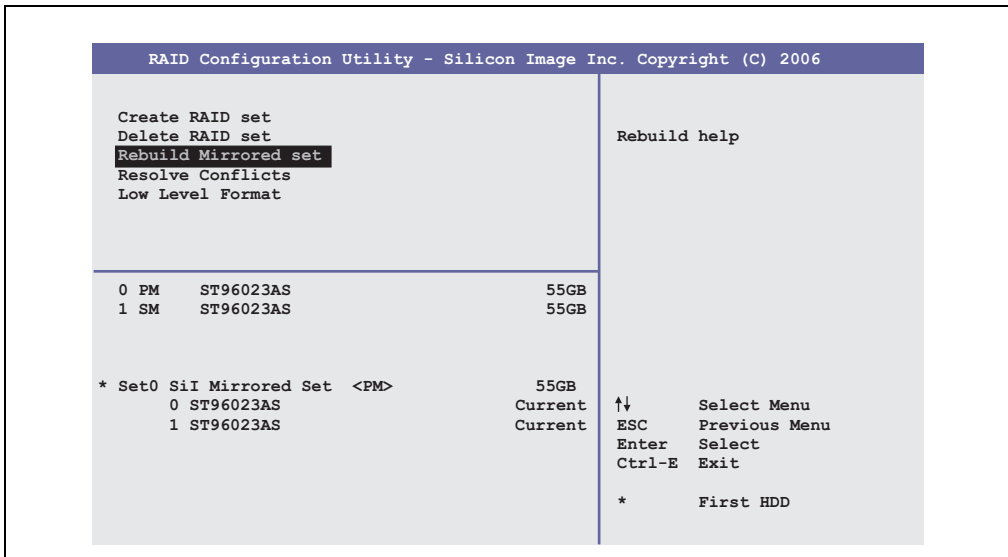 RAID Configuration Utility - Silicon Image Inc. Copyright (C) 2006
Create RAID set
Delete RAID set
Rebuild Mirrored set
Resolve Conflicts
Low Level Format
Rebuild help
0 PM ST96023AS 55GB
1 SM ST96023AS 55GB
* Set0 SiI Mirrored Set <PM> 55GB
0 ST96023AS Current
1 ST96023AS Current
↑↓ Select Menu
ESC Previous Menu
Enter Select
Ctrl-E Exit
* First HDD